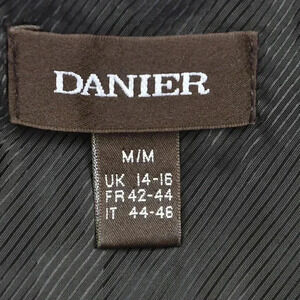 DANIER
M/M
UK 14-16
FR 42-44
IT 44-46